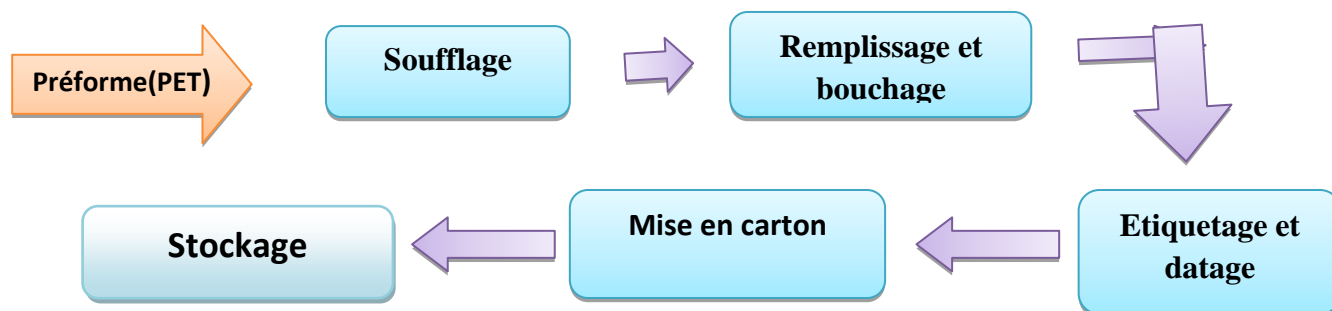 Préforme(PET)
Soufflage
Remplissage et
bouchage
Etiquetage et
datage
Mise en carton
Stockage